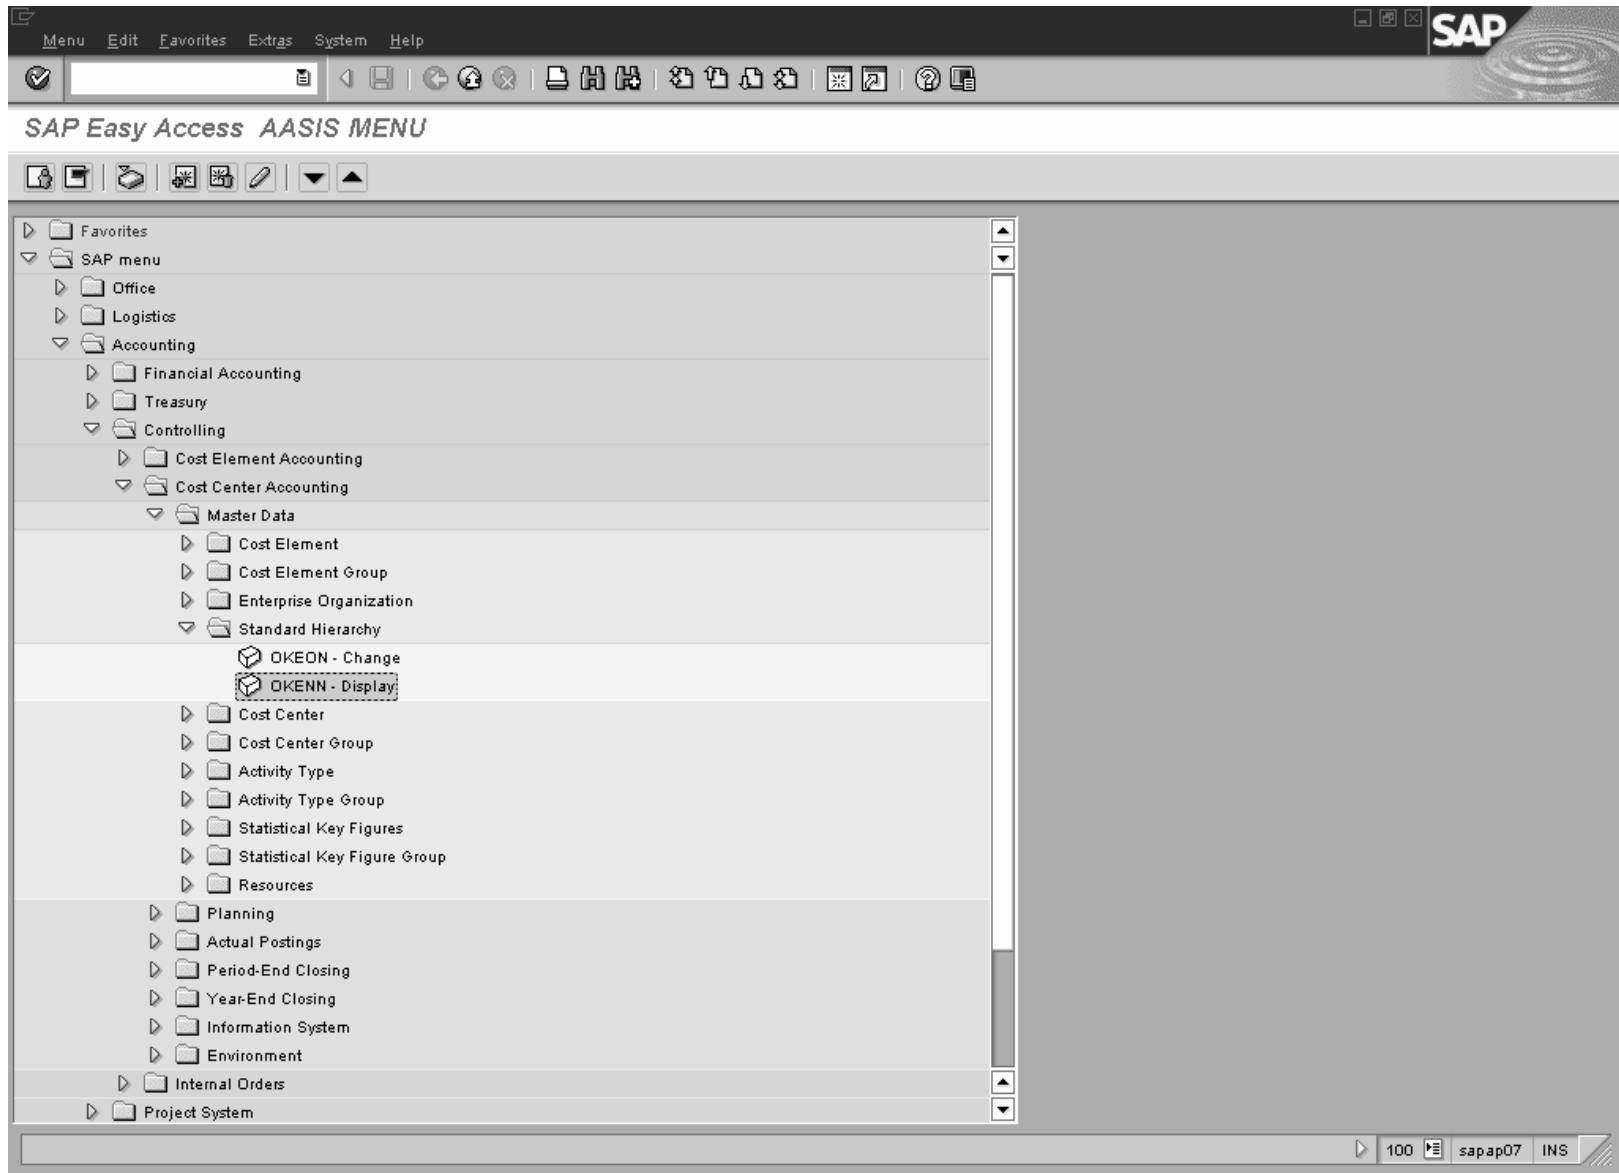 Menu Edit Favorites Extras System Help
SAP
SAP Easy Access AASIS MENU
Favorites
SAP menu
Office
Logistics
Accounting
Financial Accounting
Treasury
Controlling
Cost Element Accounting
Cost Center Accounting
Master Data
Cost Element
Cost Element Group
Enterprise Organization
Standard Hierarchy
OKEON - Change
OKENN - Display
Cost Center
Cost Center Group
Activity Type
Activity Type Group
Statistical Key Figures
Statistical Key Figure Group
Resources
Planning
Actual Postings
Period-End Closing
Year-End Closing
Information System
Environment
Internal Orders
Project System
100 sapap07 INS